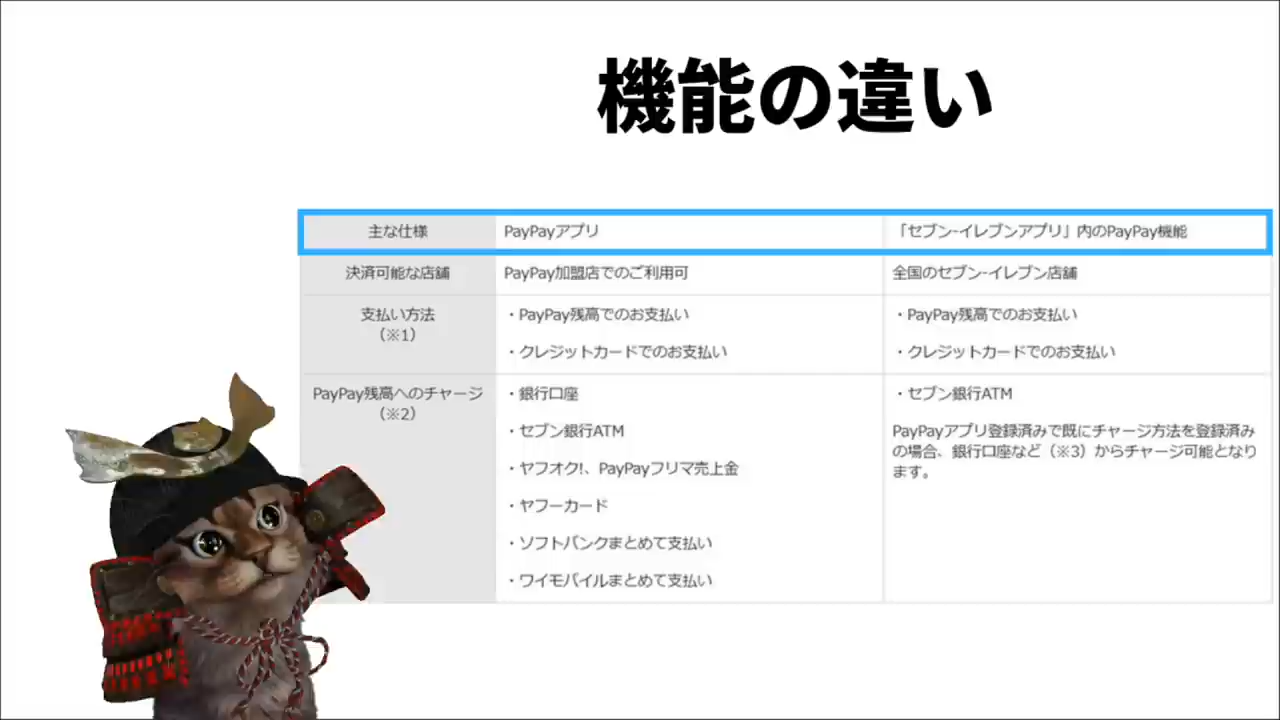 機能の違い
主な仕様 PayPayアプリ 「セブン-イレブンアプリ」内のPayPay機能
決済可能な店舗 PayPay加盟店でのご利用可 全国のセブン-イレブン店舗
支払い方法
（※1）
・PayPay残高でのお支払い
・クレジットカードでのお支払い
・PayPay残高でのお支払い
・クレジットカードでのお支払い
PayPay残高へのチャージ
（※2）
・銀行口座
・セブン銀行ATM
・ヤフオク!、PayPayフリマ売上金
・ヤフーカード
・ソフトバンクまとめて支払い
・ワイモバイルまとめて支払い
・セブン銀行ATM
PayPayアプリ登録済みで既にチャージ方法を登録済み
の場合、銀行口座など（※3）からチャージ可能となり
ます。